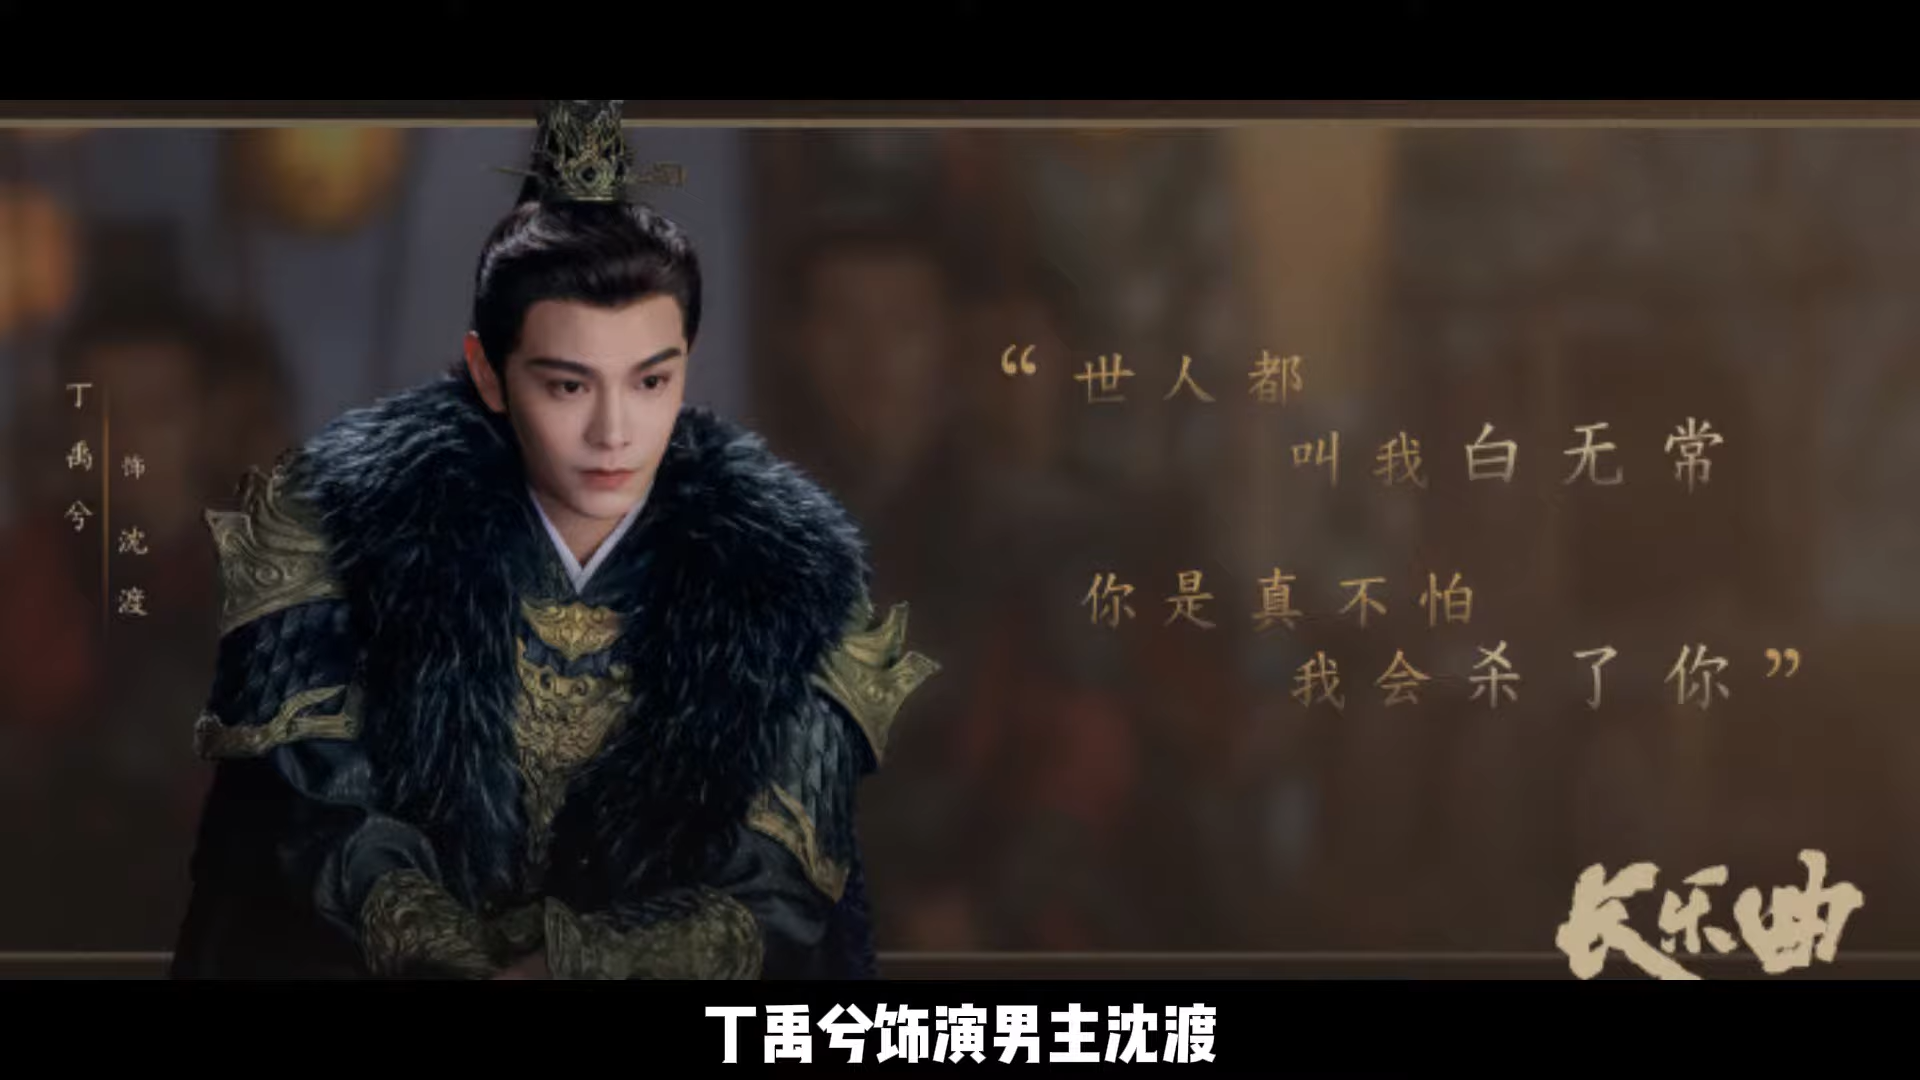 丁禹兮
饰 沈渡
“世人都
叫我白无常
你是真不怕
我会杀了你”
长乐曲
丁禹兮饰演男主沈渡